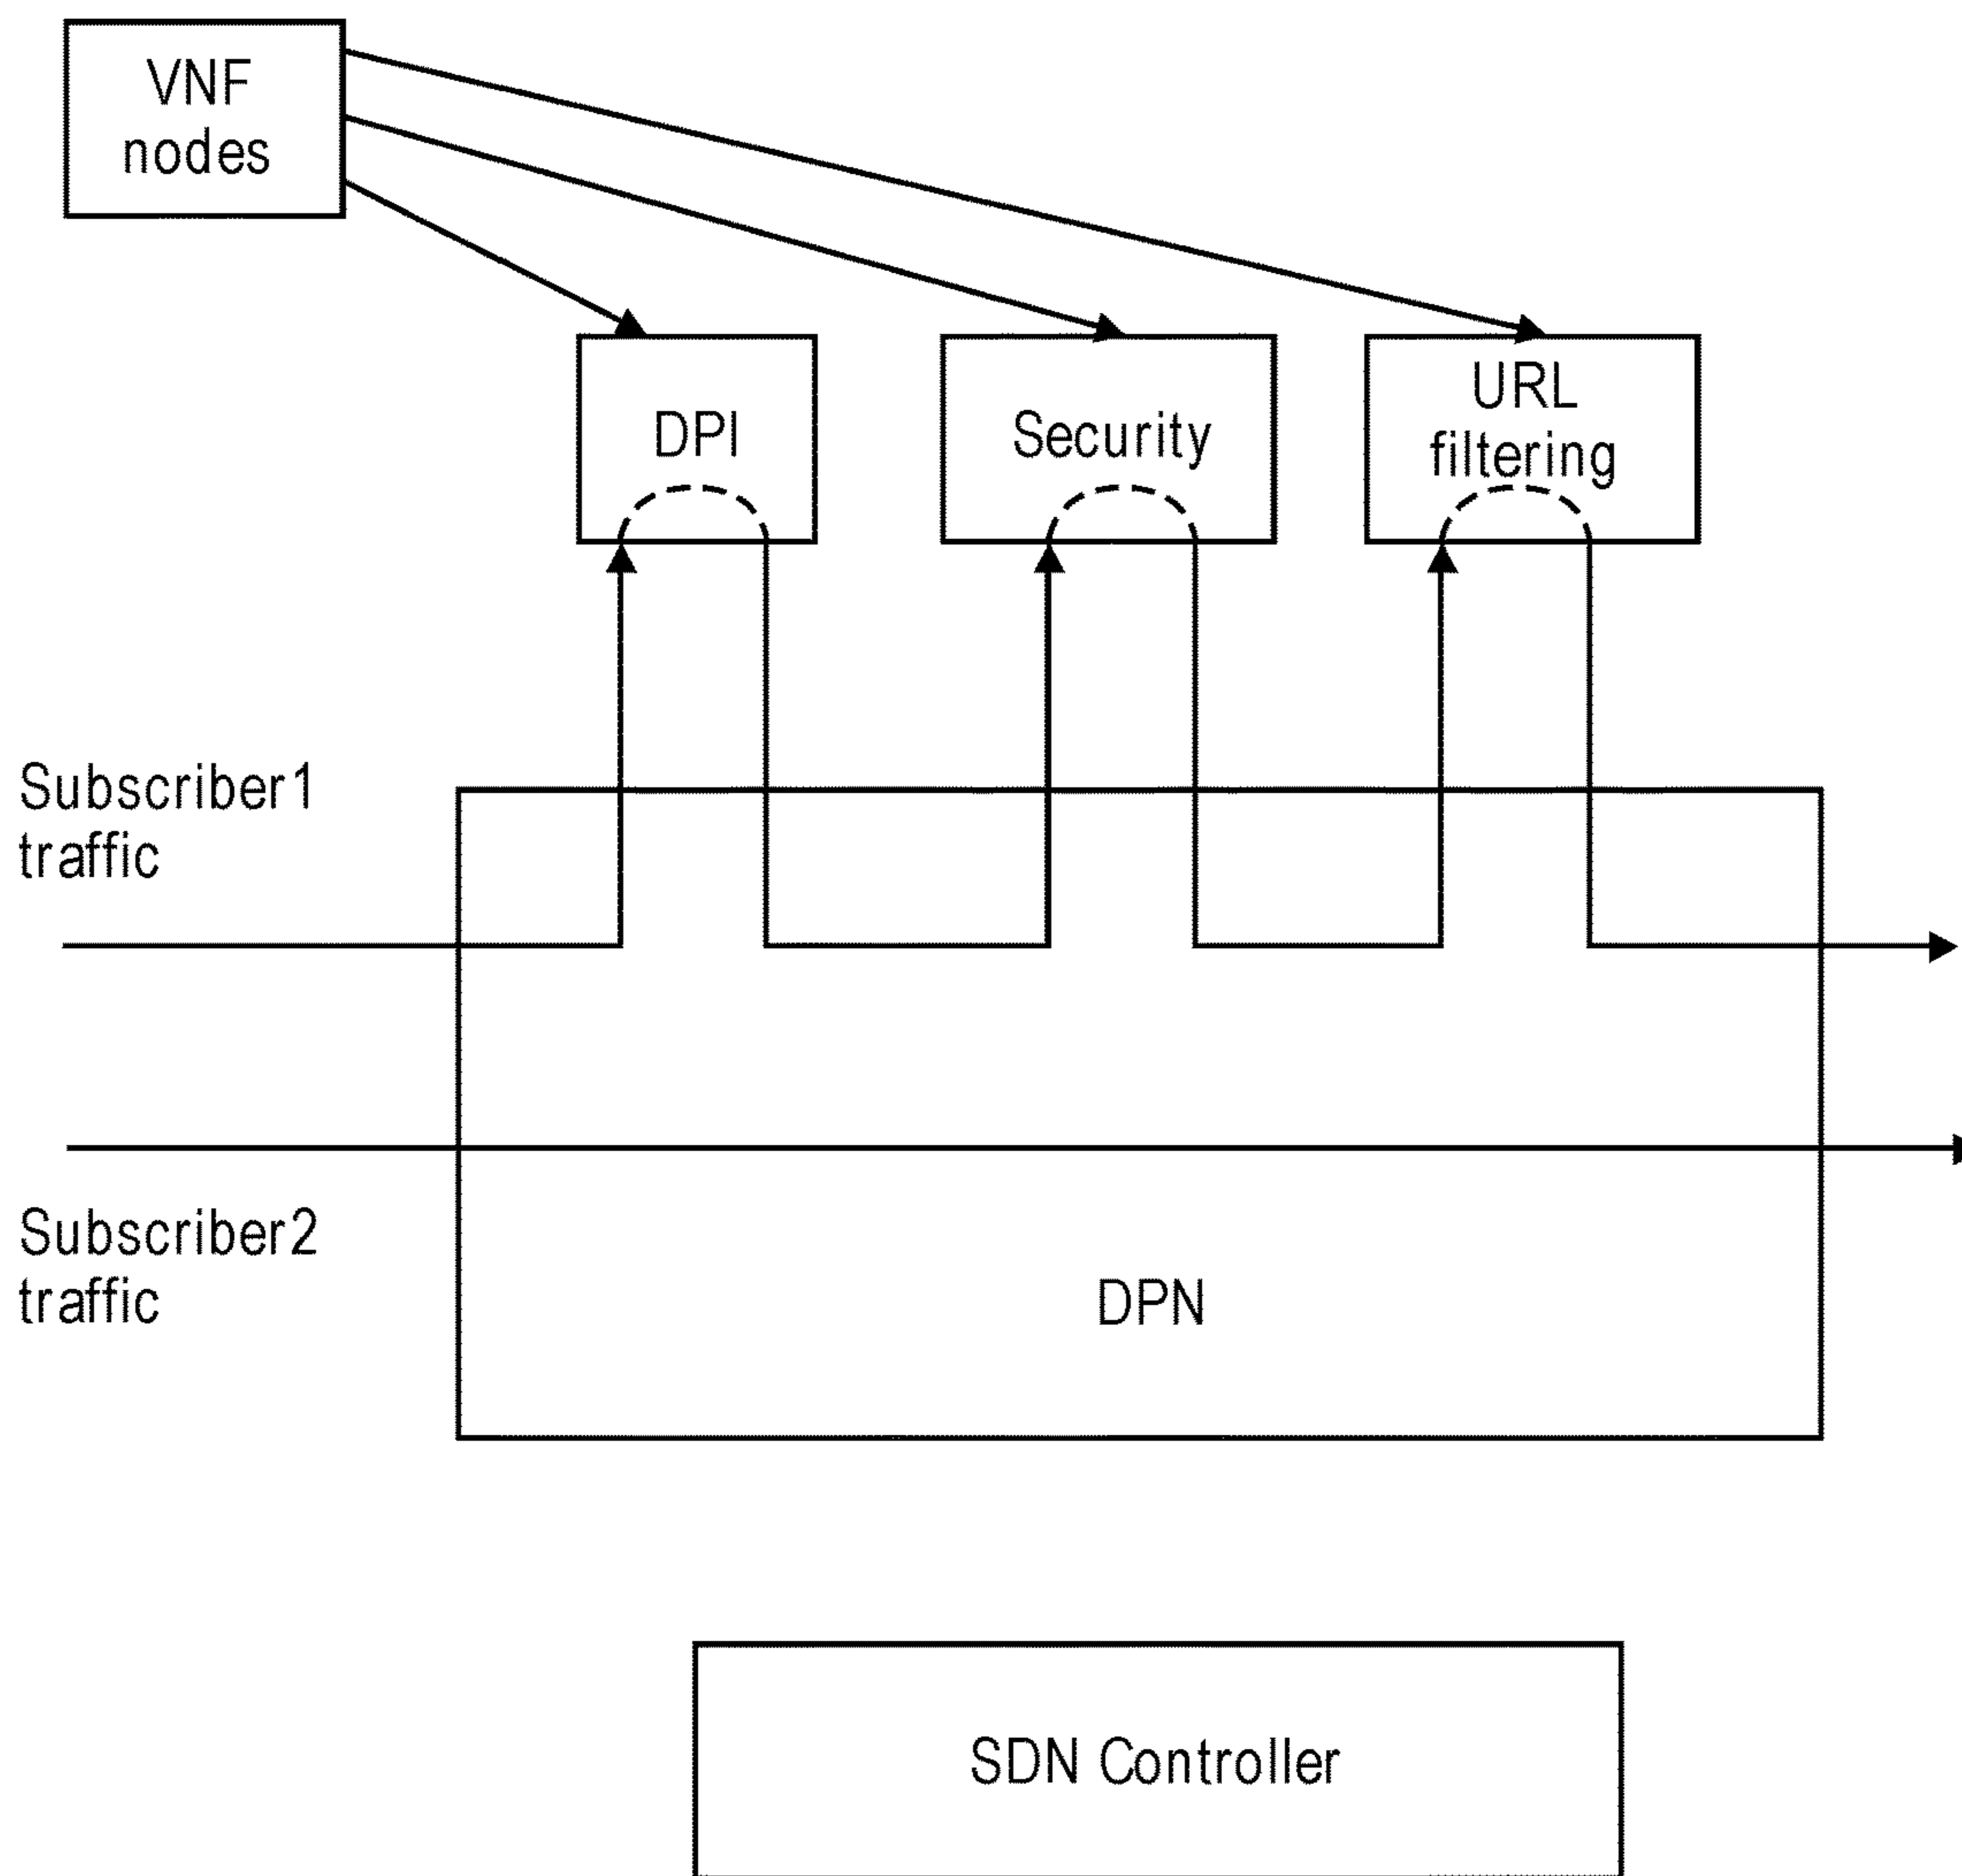 VNF
nodes
DPI
Security
URL
filtering
Subscriber1
traffic
Subscriber2
traffic
DPN
SDN Controller